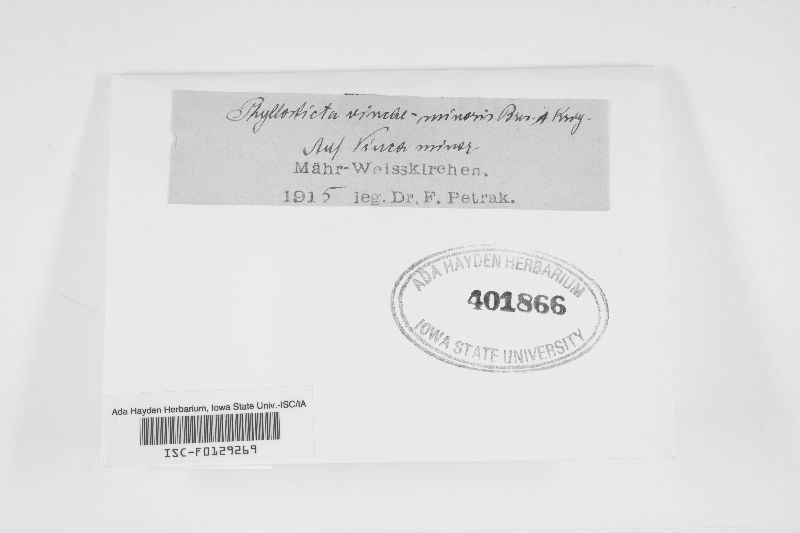 Phyllosticta vincae-minoris Bres. & Krieg.
Auf Vinca minor.
Mähr-Weisskirchen.
1915 leg. Dr. F. Petrak.
ADA HAYDEN HERBARIUM
401866
IOWA STATE UNIVERSITY
Ada Hayden Herbarium, Iowa State Univ.-ISC/IA
ISC-F0129269